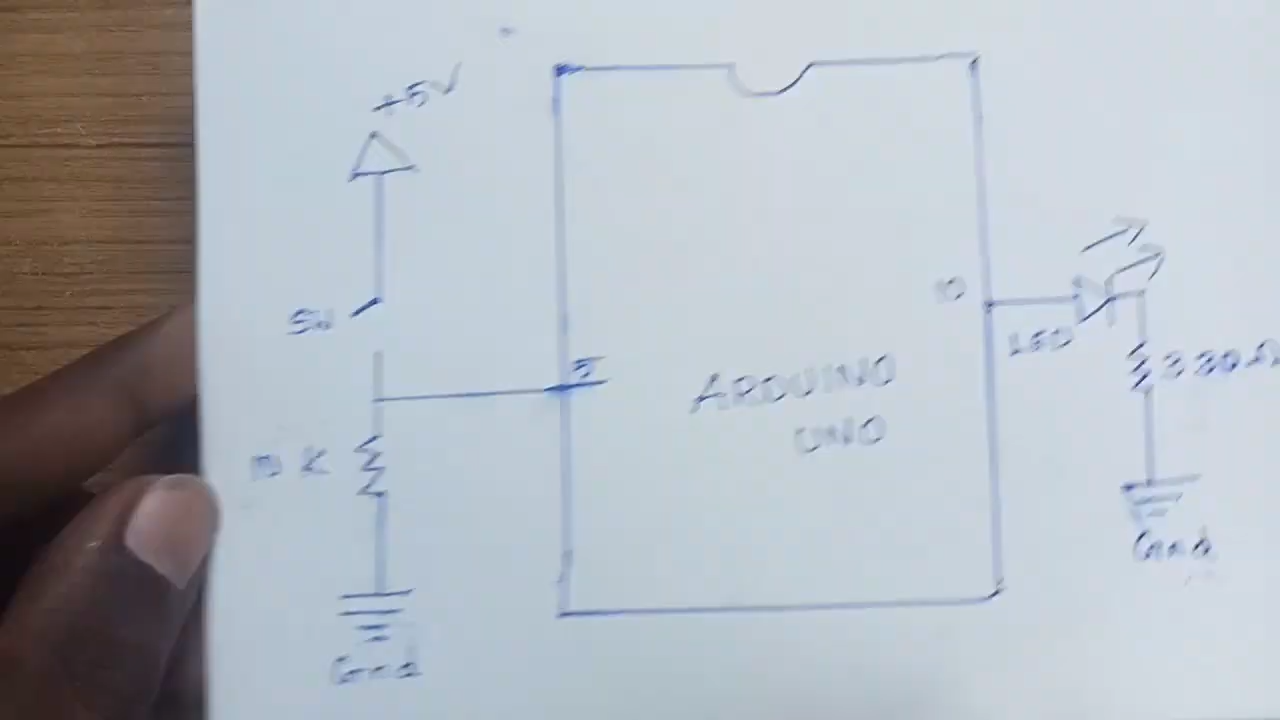 +5V
SW
5
10
LED
330Ω
ARDUINO
UNO
10 K
Gnd
Gnd